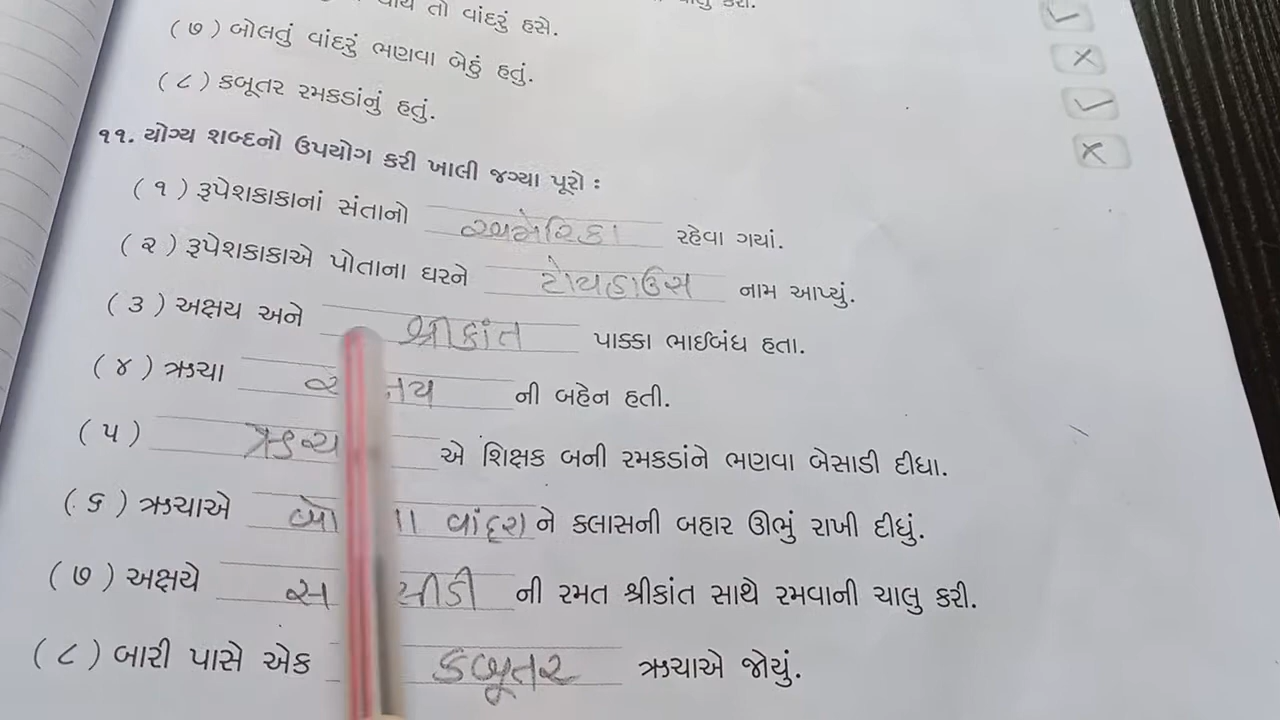 તો વાંદરું હસે.
(૭) બોલતું વાંદરું ભણવા બેઠું હતું.
(૮) કબૂતર રમકડાંનું હતું.
૧૧. યોગ્ય શબ્દનો ઉપયોગ કરી ખાલી જગ્યા પૂરો :
(૧) રૂપેશકાકાનાં સંતાનો અમેરિકા રહેવા ગયાં.
(૨) રૂપેશકાકાએ પોતાના ઘરને ટોયહાઉસ નામ આપ્યું.
(૩) અક્ષય અને શ્રીકાંત પાક્કા ભાઈબંધ હતા.
(૪) ઋચા ની બહેન હતી.
(૫) એ શિક્ષક બની રમકડાંને ભણવા બેસાડી દીધા.
(૬) ઋચાએ વાંદરાને ક્લાસની બહાર ઊભું રાખી દીધું.
(૭) અક્ષયે સીડી ની રમત શ્રીકાંત સાથે રમવાની ચાલુ કરી.
(૮) બારી પાસે એક કબૂતર ઋચાએ જોયું.